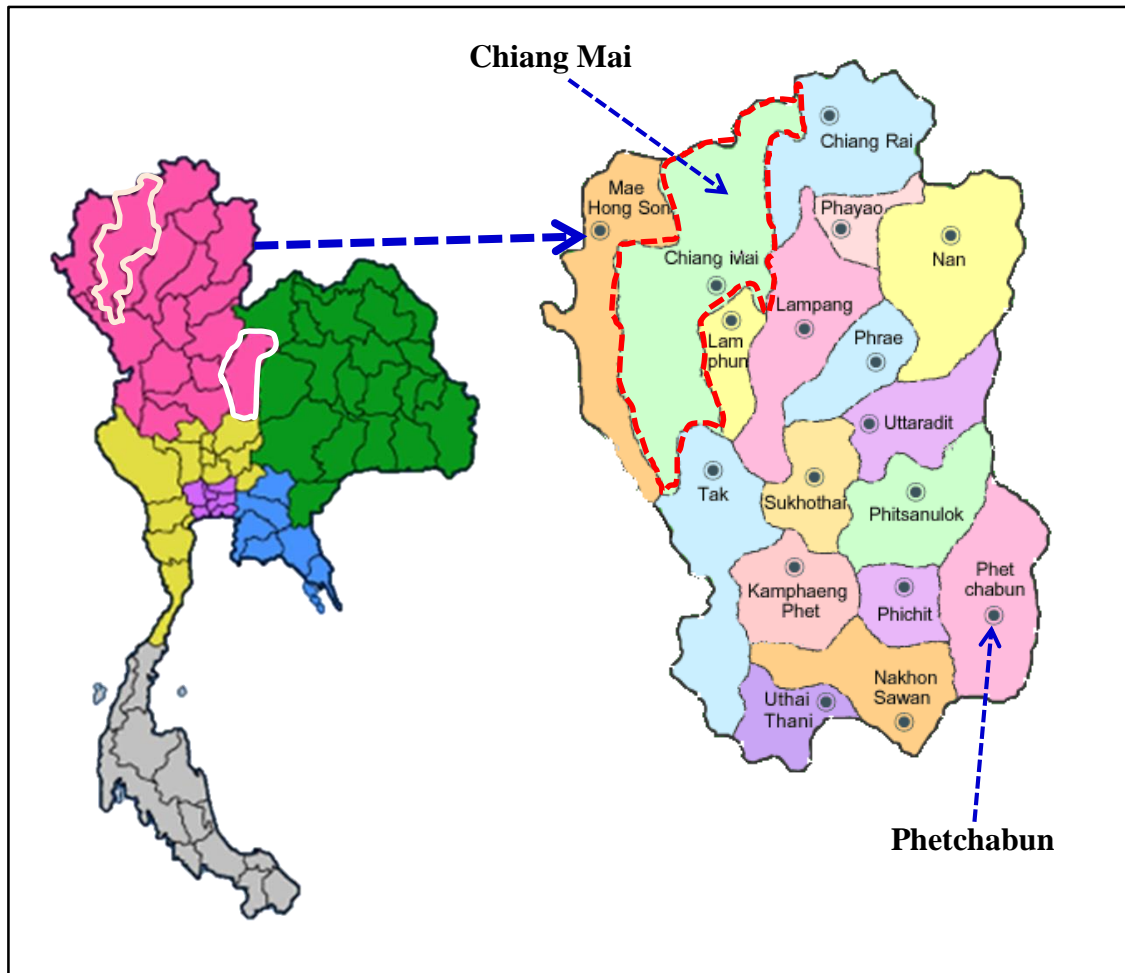 Chiang Mai
Chiang Rai
Mae
Hong Son
Phayao
Nan
Chiang Mai
Lampang
Lam
phun
Phrae
Uttaradit
Tak
Sukhothai
Phitsanulok
Phet
chabun
Kamphaeng
Phet
Phichit
Nakhon
Sawan
Uthai
Thani
Phetchabun